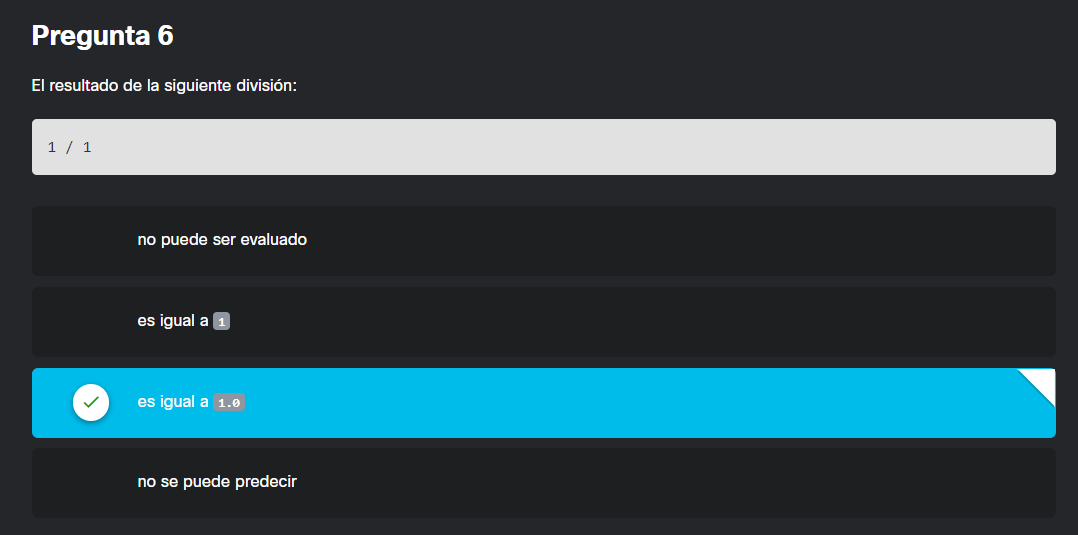 Pregunta 6
El resultado de la siguiente división:
1 / 1
no puede ser evaluado
es igual a 1
es igual a 1.0
no se puede predecir